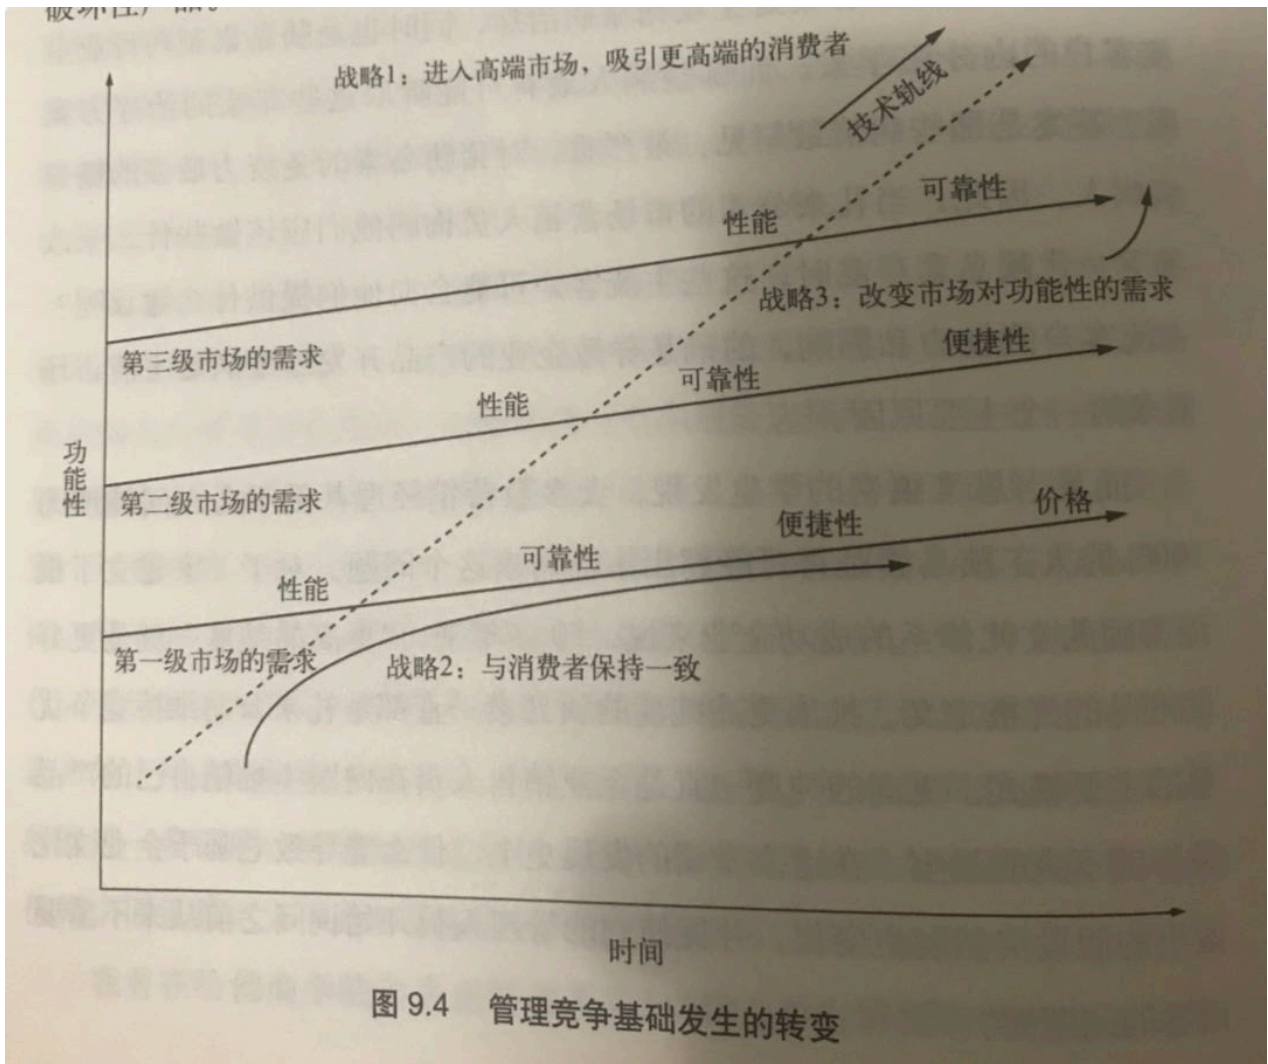 破坏性产品。
战略1：进入高端市场，吸引更高端的消费者
技术轨线
可靠性
性能
战略3：改变市场对功能性的需求
第三级市场的需求
便捷性
可靠性
性能
功能性
第二级市场的需求
价格
便捷性
可靠性
性能
第一级市场的需求
战略2：与消费者保持一致
时间
图 9.4 管理竞争基础发生的转变